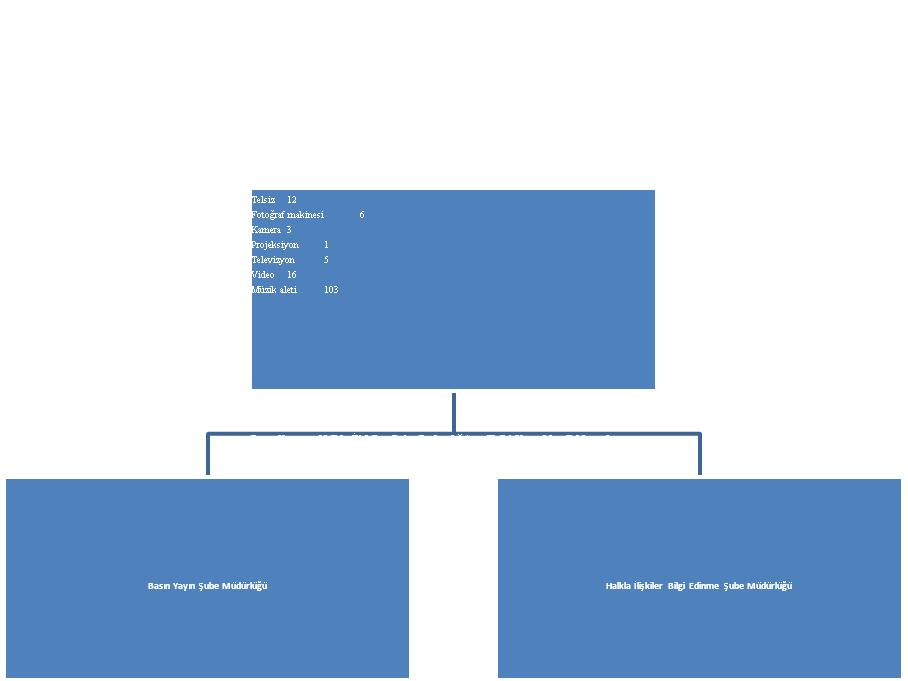 Telsiz 12
Fotoğraf makinesi 6
Kamera 3
Projeksiyon 1
Televizyon 5
Video 16
Müzik aleti 103
Basın Yayın Şube Müdürlüğü
Halkla İlişkiler Bilgi Edinme Şube Müdürlüğü